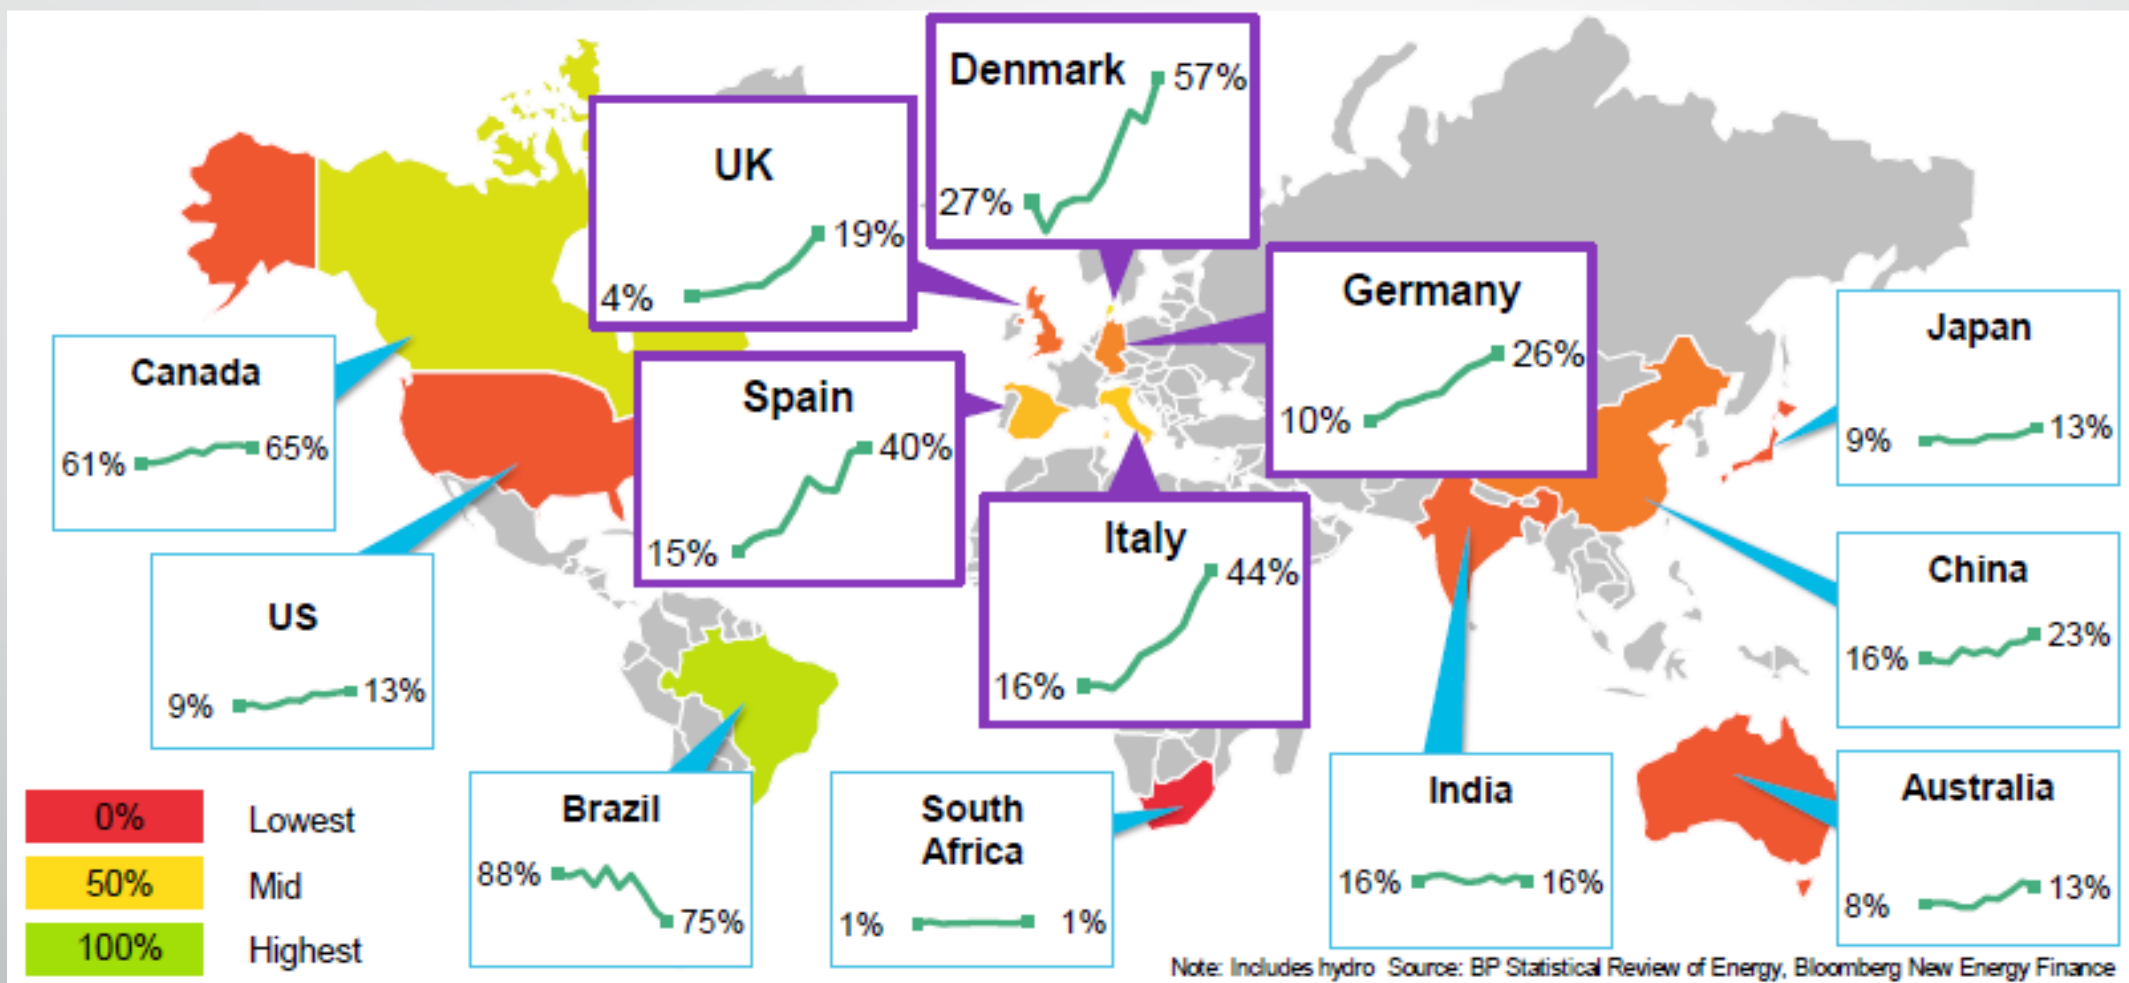 Denmark
57%
27%
UK
19%
4%
Germany
26%
10%
Japan
9%
13%
Canada
61%
65%
Spain
40%
15%
Italy
44%
16%
China
16%
23%
US
9%
13%
Brazil
88%
75%
South
Africa
1%
1%
India
16%
16%
Australia
8%
13%
0%
Lowest
50%
Mid
100%
Highest
Note: Includes hydro Source: BP Statistical Review of Energy, Bloomberg New Energy Finance